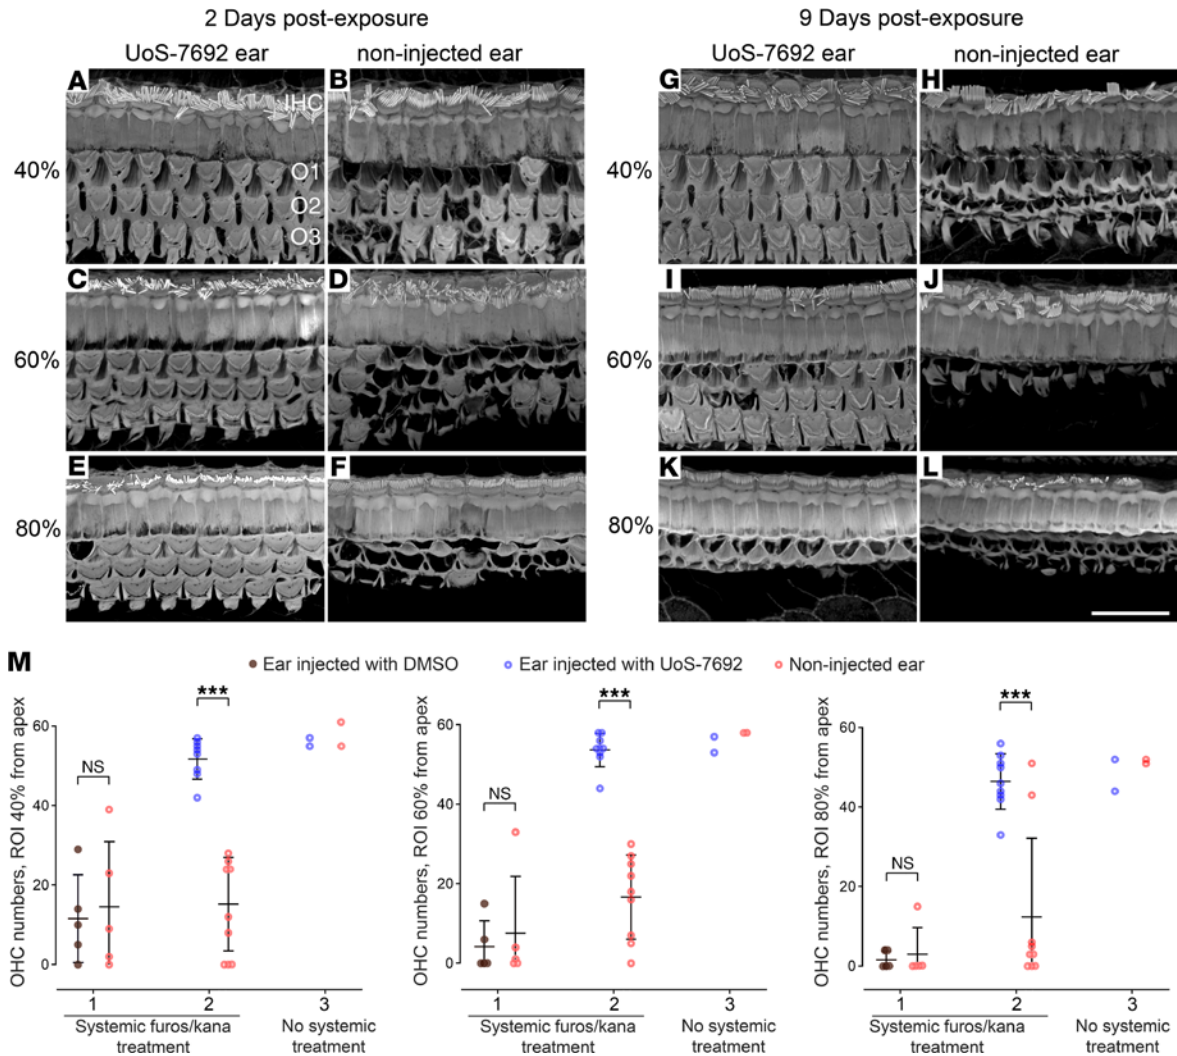 2 Days post-exposure
9 Days post-exposure
UoS-7692 ear
non-injected ear
UoS-7692 ear
non-injected ear
A
IHC
O1
O2
O3
B
G
H
40%
40%
C
D
I
J
60%
60%
E
F
K
L
80%
80%
M
Ear injected with DMSO
Ear injected with UoS-7692
Non-injected ear
OHC numbers, ROI 40% from apex
60
40
20
0
NS
***
1
2
3
Systemic furos/kana
treatment
No systemic
treatment
OHC numbers, ROI 60% from apex
60
40
20
0
NS
***
1
2
3
Systemic furos/kana
treatment
No systemic
treatment
OHC numbers, ROI 80% from apex
60
40
20
0
NS
***
1
2
3
Systemic furos/kana
treatment
No systemic
treatment